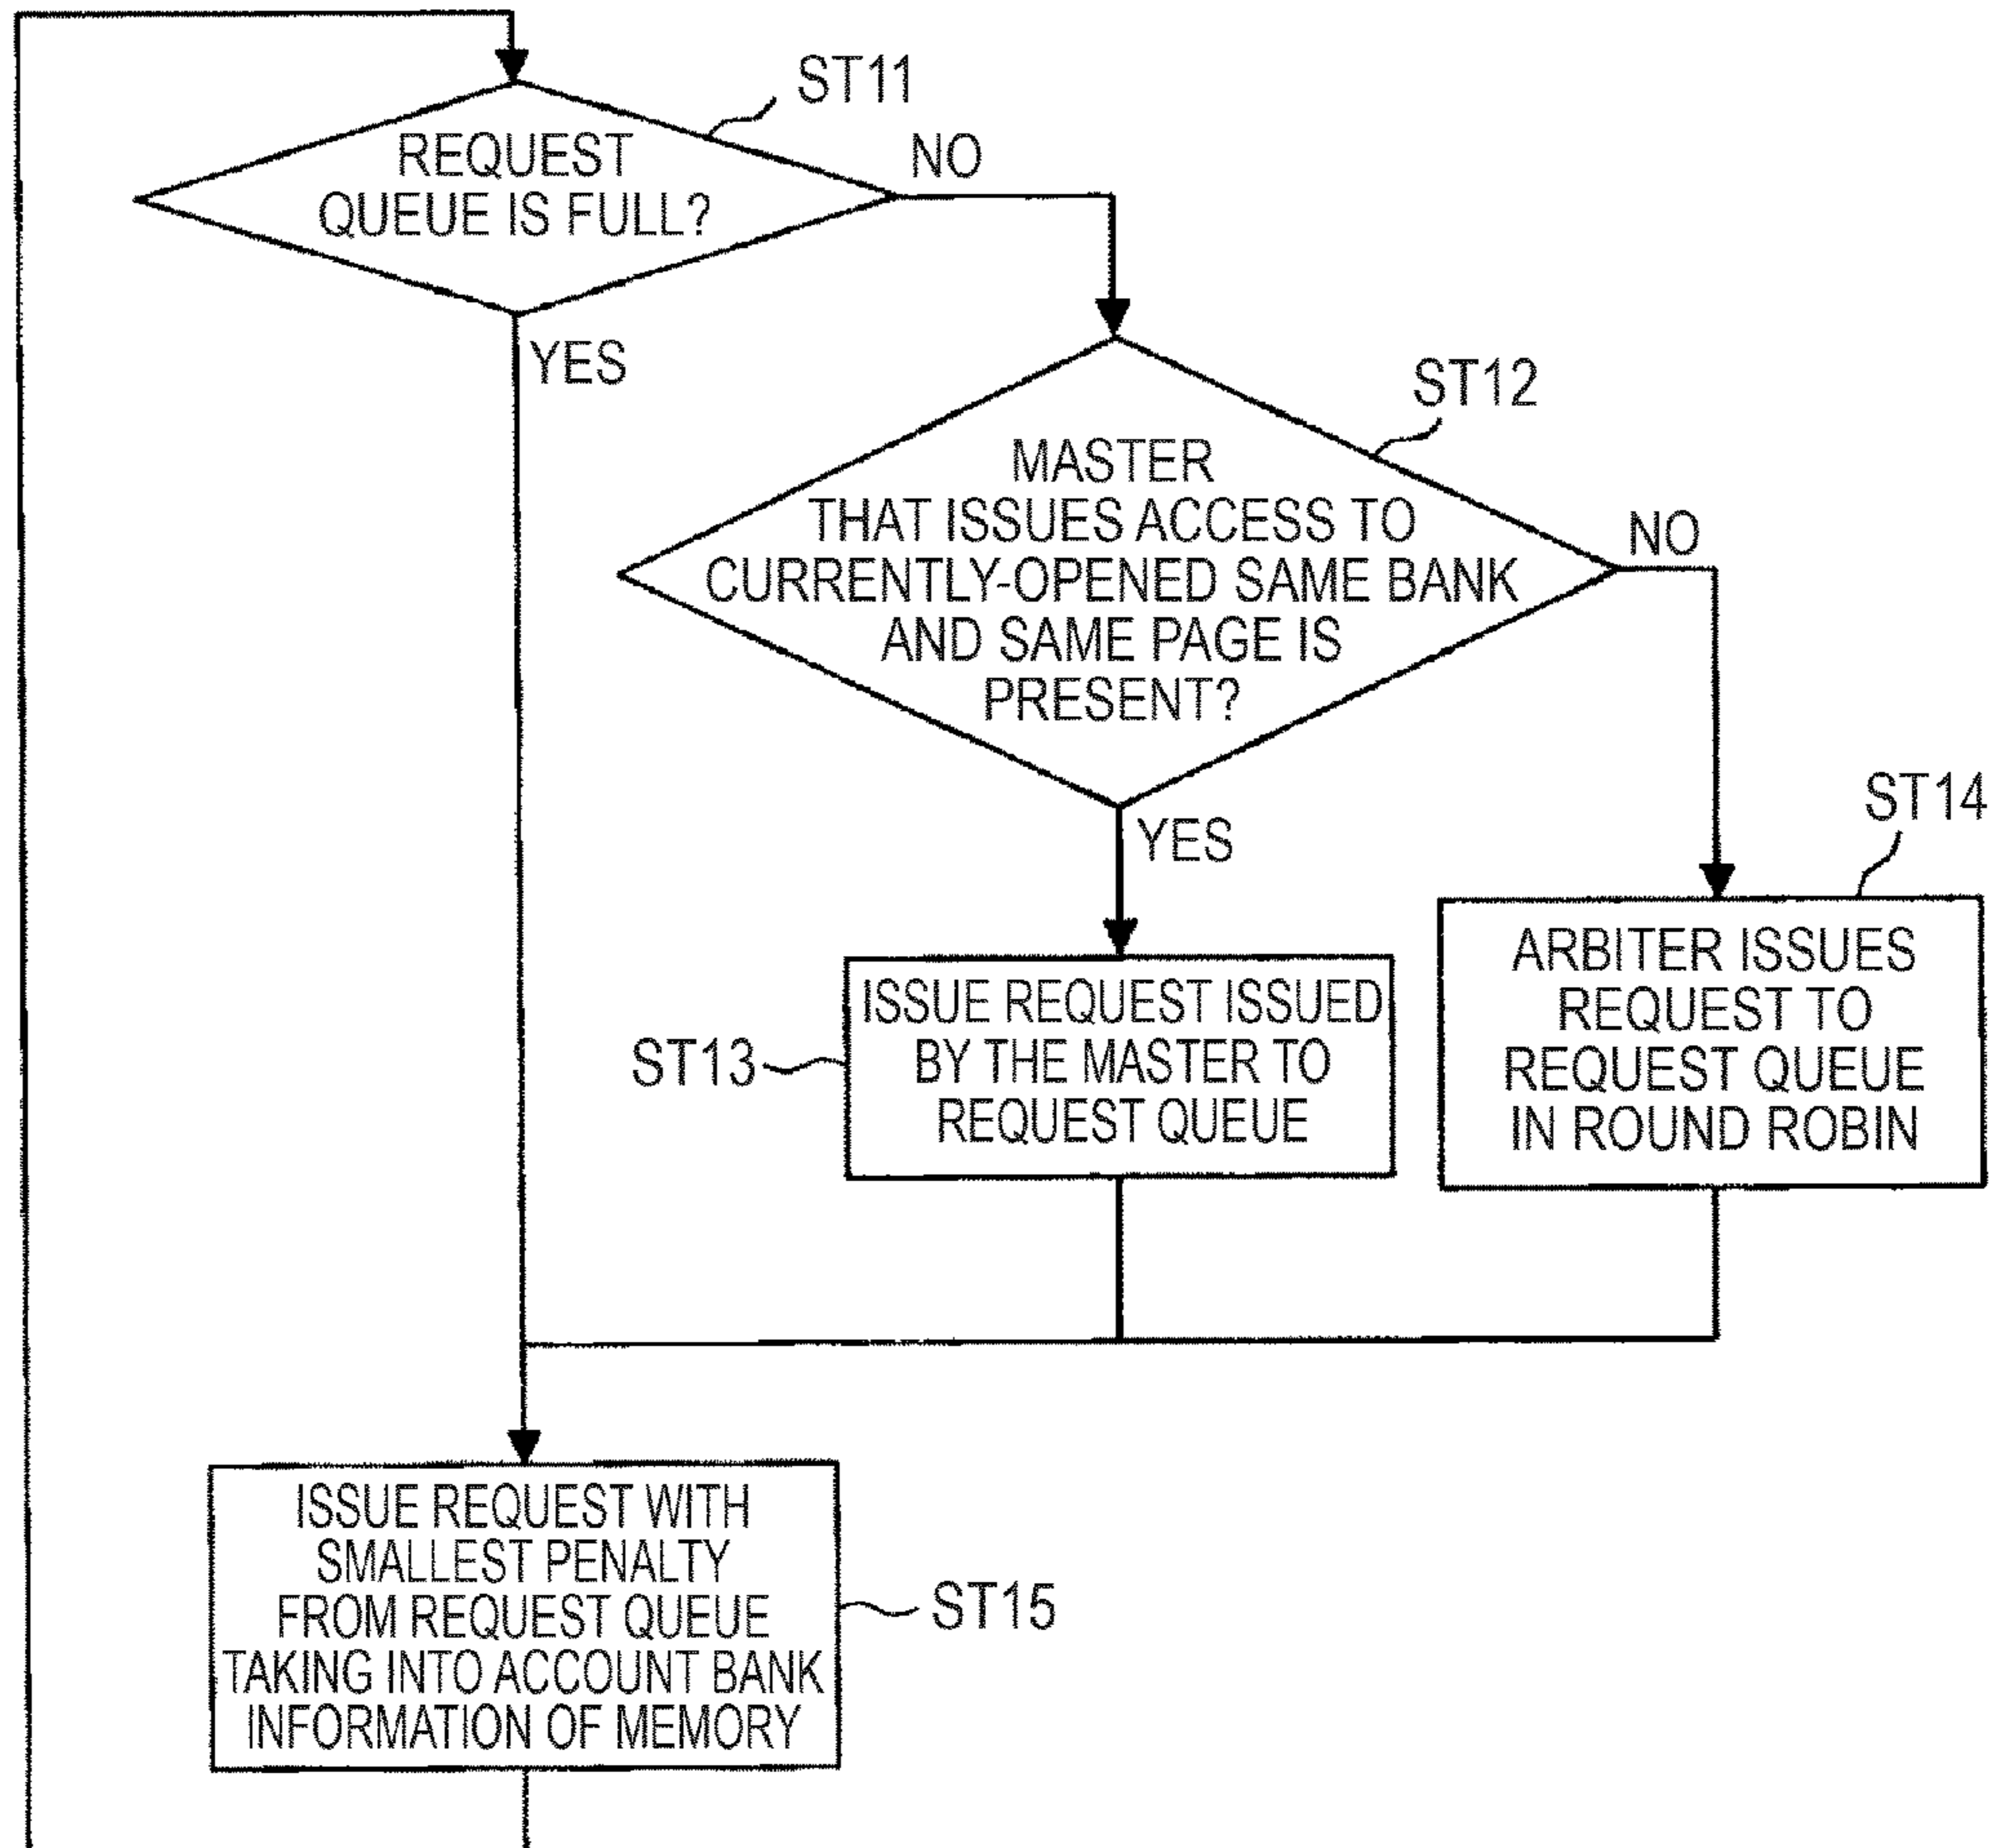 ST11
REQUEST
QUEUE IS FULL?
NO
YES
ST12
MASTER
THAT ISSUES ACCESS TO
CURRENTLY-OPENED SAME BANK
AND SAME PAGE IS
PRESENT?
NO
YES
ST14
ARBITER ISSUES
REQUEST TO
REQUEST QUEUE
IN ROUND ROBIN
ST13
ISSUE REQUEST ISSUED
BY THE MASTER TO
REQUEST QUEUE
ISSUE REQUEST WITH
SMALLEST PENALTY
FROM REQUEST QUEUE
TAKING INTO ACCOUNT BANK
INFORMATION OF MEMORY
ST15